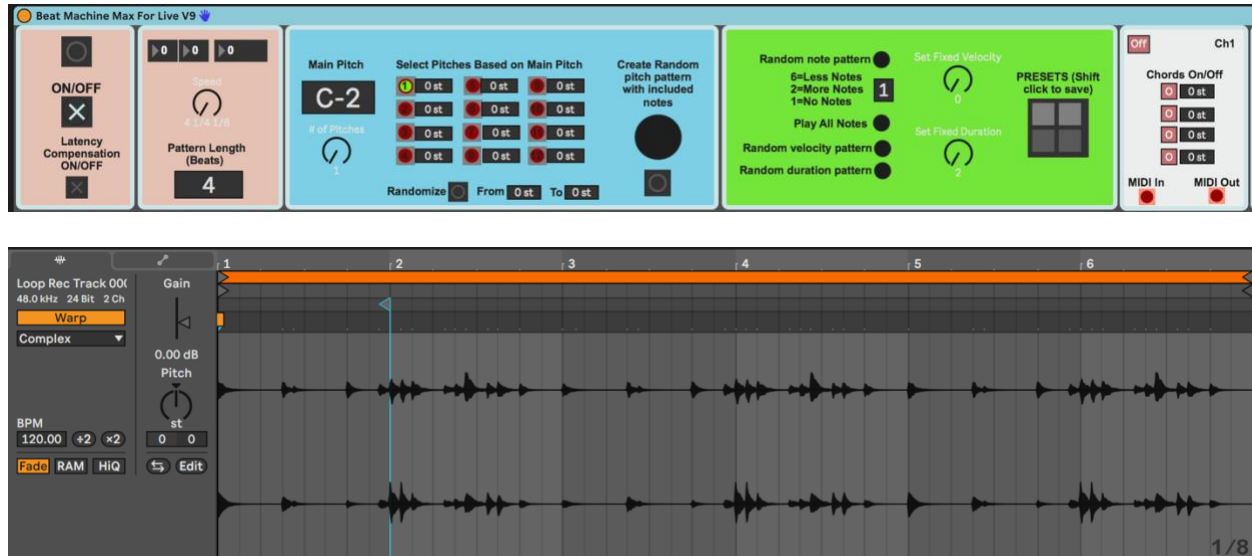 Beat Machine Max For Live V9
ON/OFF
Latency
Compensation
ON/OFF
0 0 0
Speed
4 1/4 1/8
Pattern Length
(Beats)
4
Main Pitch
C-2
# of Pitches
1
Select Pitches Based on Main Pitch
1 0 st 0 st 0 st
0 st 0 st 0 st
0 st 0 st 0 st
0 st 0 st 0 st
Randomize From 0 st To 0 st
Create Random
pitch pattern
with included
notes
Random note pattern
6=Less Notes
2=More Notes
1=No Notes
1
Play All Notes
Random velocity pattern
Random duration pattern
Set Fixed Velocity
0
Set Fixed Duration
2
PRESETS (Shift
click to save)
Off Ch1
Chords On/Off
O 0 st
O 0 st
O 0 st
O 0 st
MIDI In MIDI Out
Loop Rec Track 00
48.0 kHz 24 Bit 2 Ch
Warp
Complex
BPM
120.00 ÷2 ×2
Fade RAM HiQ
Gain
0.00 dB
Pitch
st
0 0
Edit
1 2 3 4 5 6
1/8